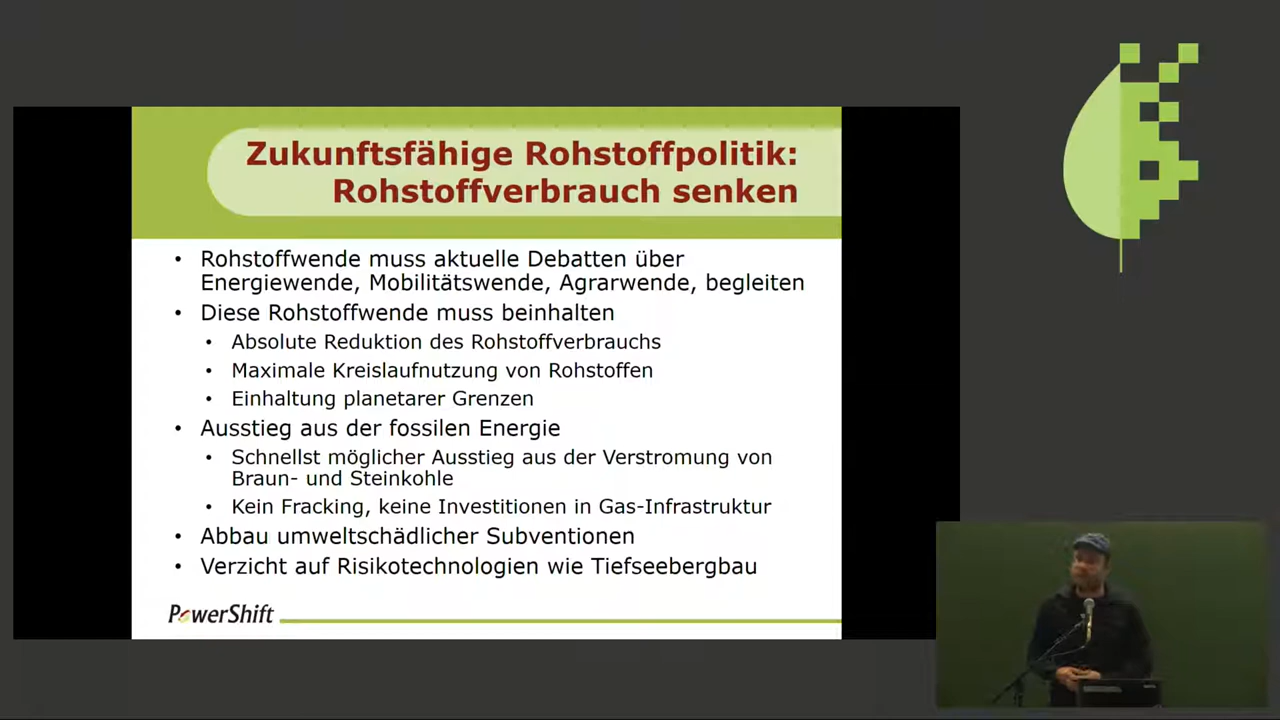 Zukunftsfähige Rohstoffpolitik:
Rohstoffverbrauch senken
• Rohstoffwende muss aktuelle Debatten über
Energiewende, Mobilitätswende, Agrarwende, begleiten
• Diese Rohstoffwende muss beinhalten
• Absolute Reduktion des Rohstoffverbrauchs
• Maximale Kreislaufnutzung von Rohstoffen
• Einhaltung planetarer Grenzen
• Ausstieg aus der fossilen Energie
• Schnellst möglicher Ausstieg aus der Verstromung von
Braun- und Steinkohle
• Kein Fracking, keine Investitionen in Gas-Infrastruktur
• Abbau umweltschädlicher Subventionen
• Verzicht auf Risikotechnologien wie Tiefseebergbau
PowerShift